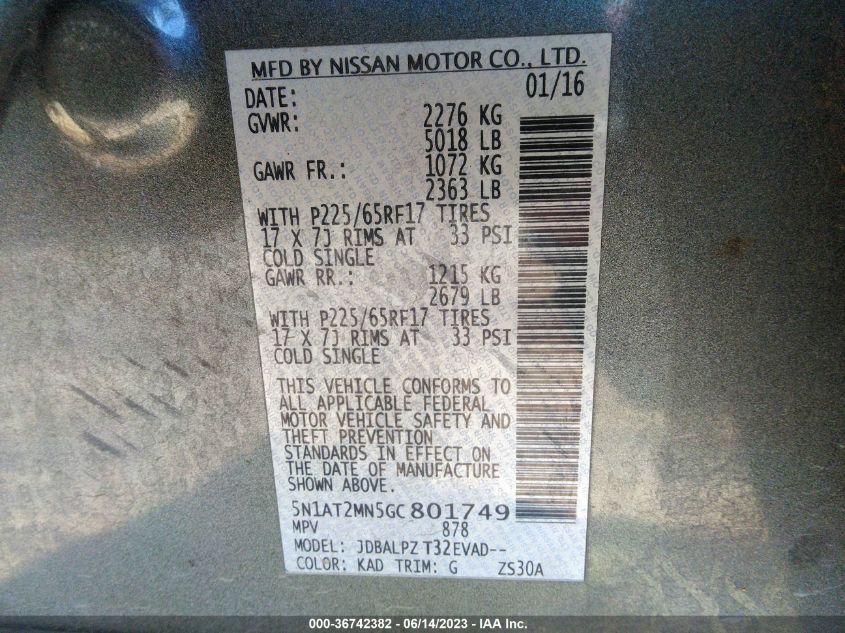 MFD BY NISSAN MOTOR CO., LTD.
DATE: 01/16
GVWR: 2276 KG
5018 LB
GAWR FR.: 1072 KG
2363 LB
WITH P225/65RF17 TIRES
17 X 7J RIMS AT 33 PSI
COLD SINGLE
GAWR RR.: 1215 KG
2679 LB
WITH P225/65RF17 TIRES
17 X 7J RIMS AT 33 PSI
COLD SINGLE
THIS VEHICLE CONFORMS TO
ALL APPLICABLE FEDERAL
MOTOR VEHICLE SAFETY AND
THEFT PREVENTION
STANDARDS IN EFFECT ON
THE DATE OF MANUFACTURE
SHOWN ABOVE.
5N1AT2MN5GC801749
MPV 878
MODEL: JDBALPZ T32EVAD--
COLOR: KAD TRIM: G ZS30A
000-36742382 - 06/14/2023 - IAA Inc.